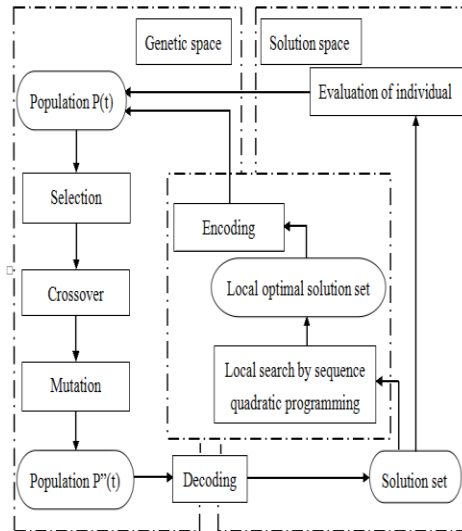 Genetic space
Solution space
Population P(t)
Evaluation of individual
Selection
Encoding
Crossover
Local optimal solution set
Mutation
Local search by sequence
quadratic programming
Population P”(t)
Decoding
Solution set